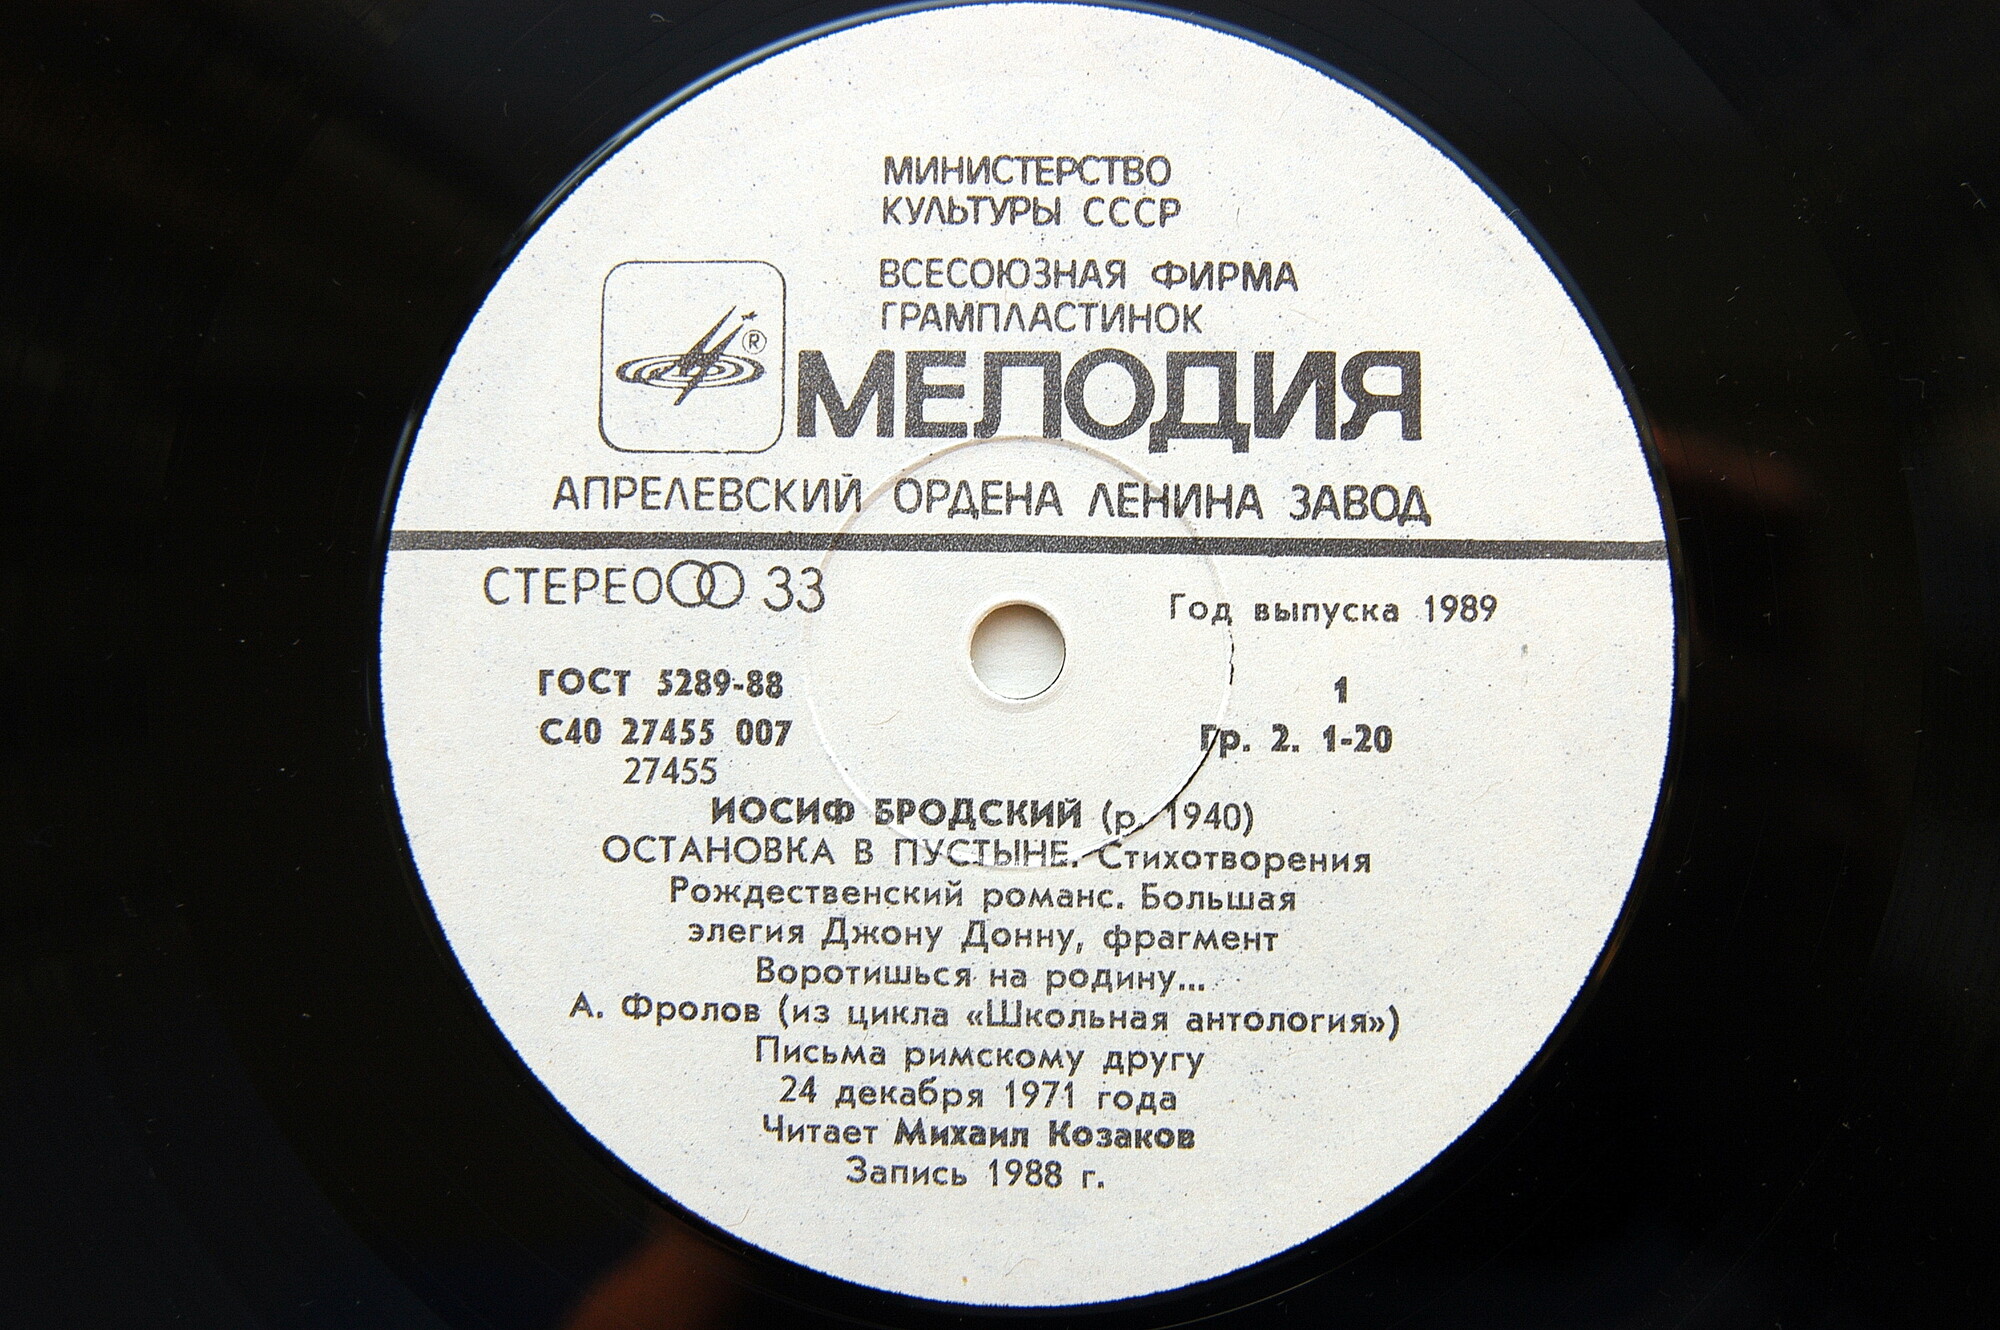 МИНИСТЕРСТВО
КУЛЬТУРЫ СССР
ВСЕСОЮЗНАЯ ФИРМА
ГРАМПЛАСТИНОК
®
МЕЛОДИЯ
АПРЕЛЕВСКИЙ ОРДЕНА ЛЕНИНА ЗАВОД
СТЕРЕО 33
Год выпуска 1989
ГОСТ 5289-88
1
С40 27455 007
Гр. 2. 1-20
27455
ИОСИФ БРОДСКИЙ (р. 1940)
ОСТАНОВКА В ПУСТЫНЕ. Стихотворения
Рождественский романс. Большая
элегия Джону Донну, фрагмент
Воротишься на родину...
А. Фролов (из цикла «Школьная антология»)
Письма римскому другу
24 декабря 1971 года
Читает Михаил Козаков
Запись 1988 г.